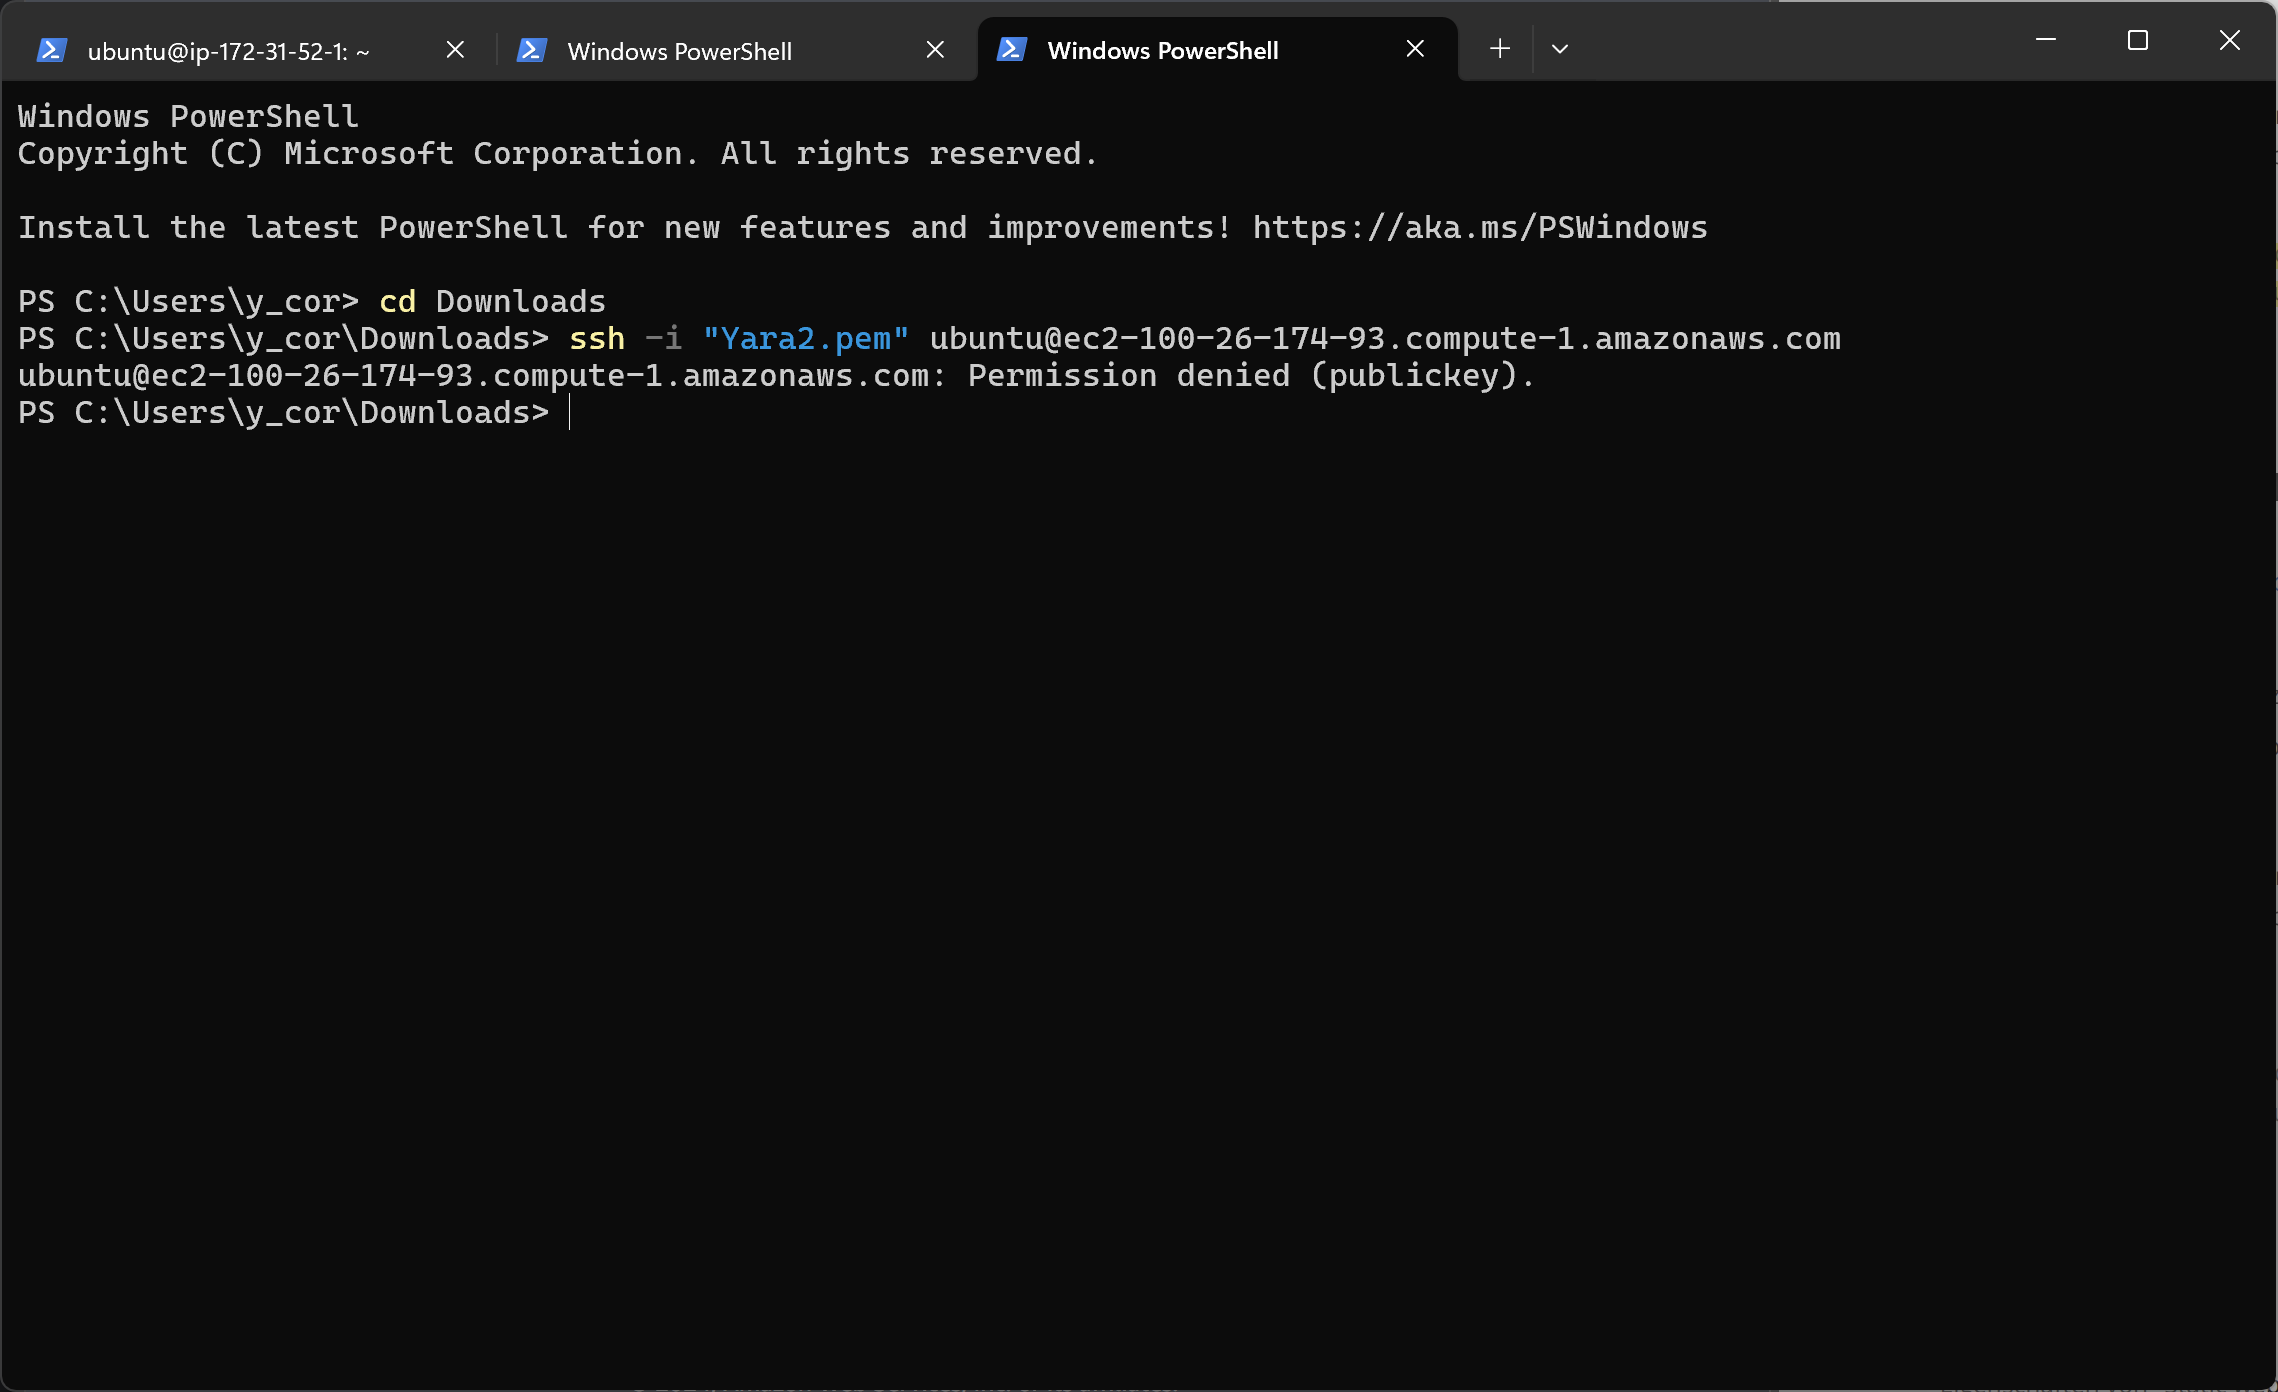 ubuntu@ip-172-31-52-1: ~
Windows PowerShell
Windows PowerShell
Windows PowerShell
Copyright (C) Microsoft Corporation. All rights reserved.
Install the latest PowerShell for new features and improvements! https://aka.ms/PSWindows
PS C:\Users\y_cor> cd Downloads
PS C:\Users\y_cor\Downloads> ssh -i "Yara2.pem" ubuntu@ec2-100-26-174-93.compute-1.amazonaws.com
ubuntu@ec2-100-26-174-93.compute-1.amazonaws.com: Permission denied (publickey).
PS C:\Users\y_cor\Downloads>